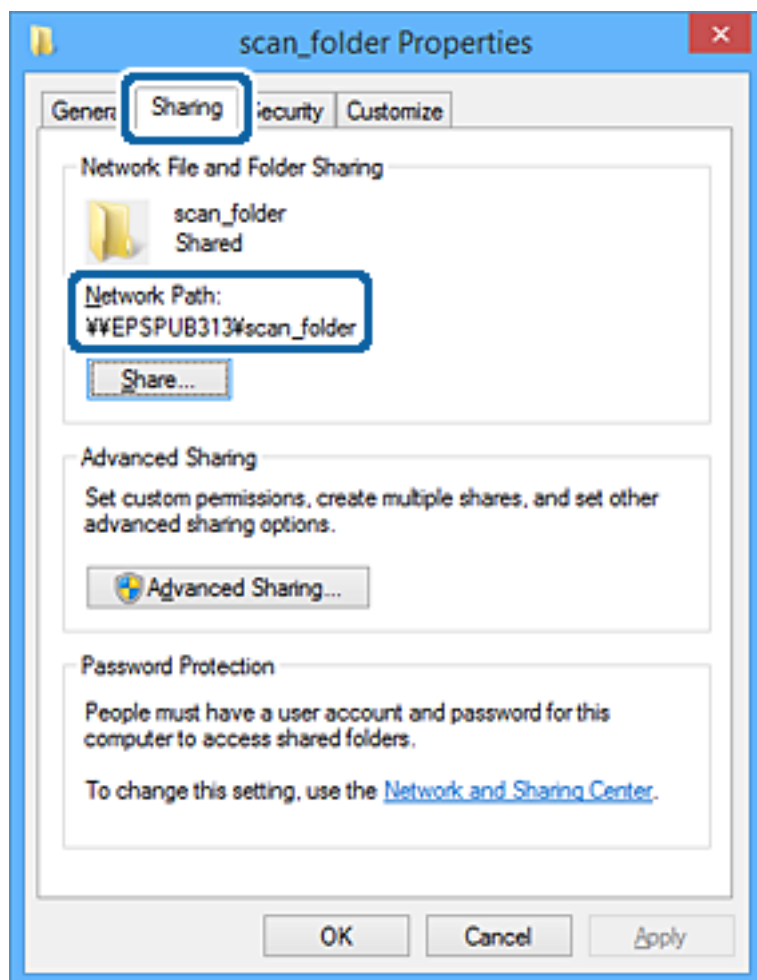 scan_folder Properties
Sharing
Customize
Network File and Folder Sharing
scan_folder
Shared
Network Path:
¥¥EPSPUB313¥scan_folder
Share...
Advanced Sharing
Set custom permissions, create multiple shares, and set other
advanced sharing options.
Advanced Sharing...
Password Protection
People must have a user account and password for this
computer to access shared folders.
To change this setting, use the Network and Sharing Center.
OK Cancel Apply